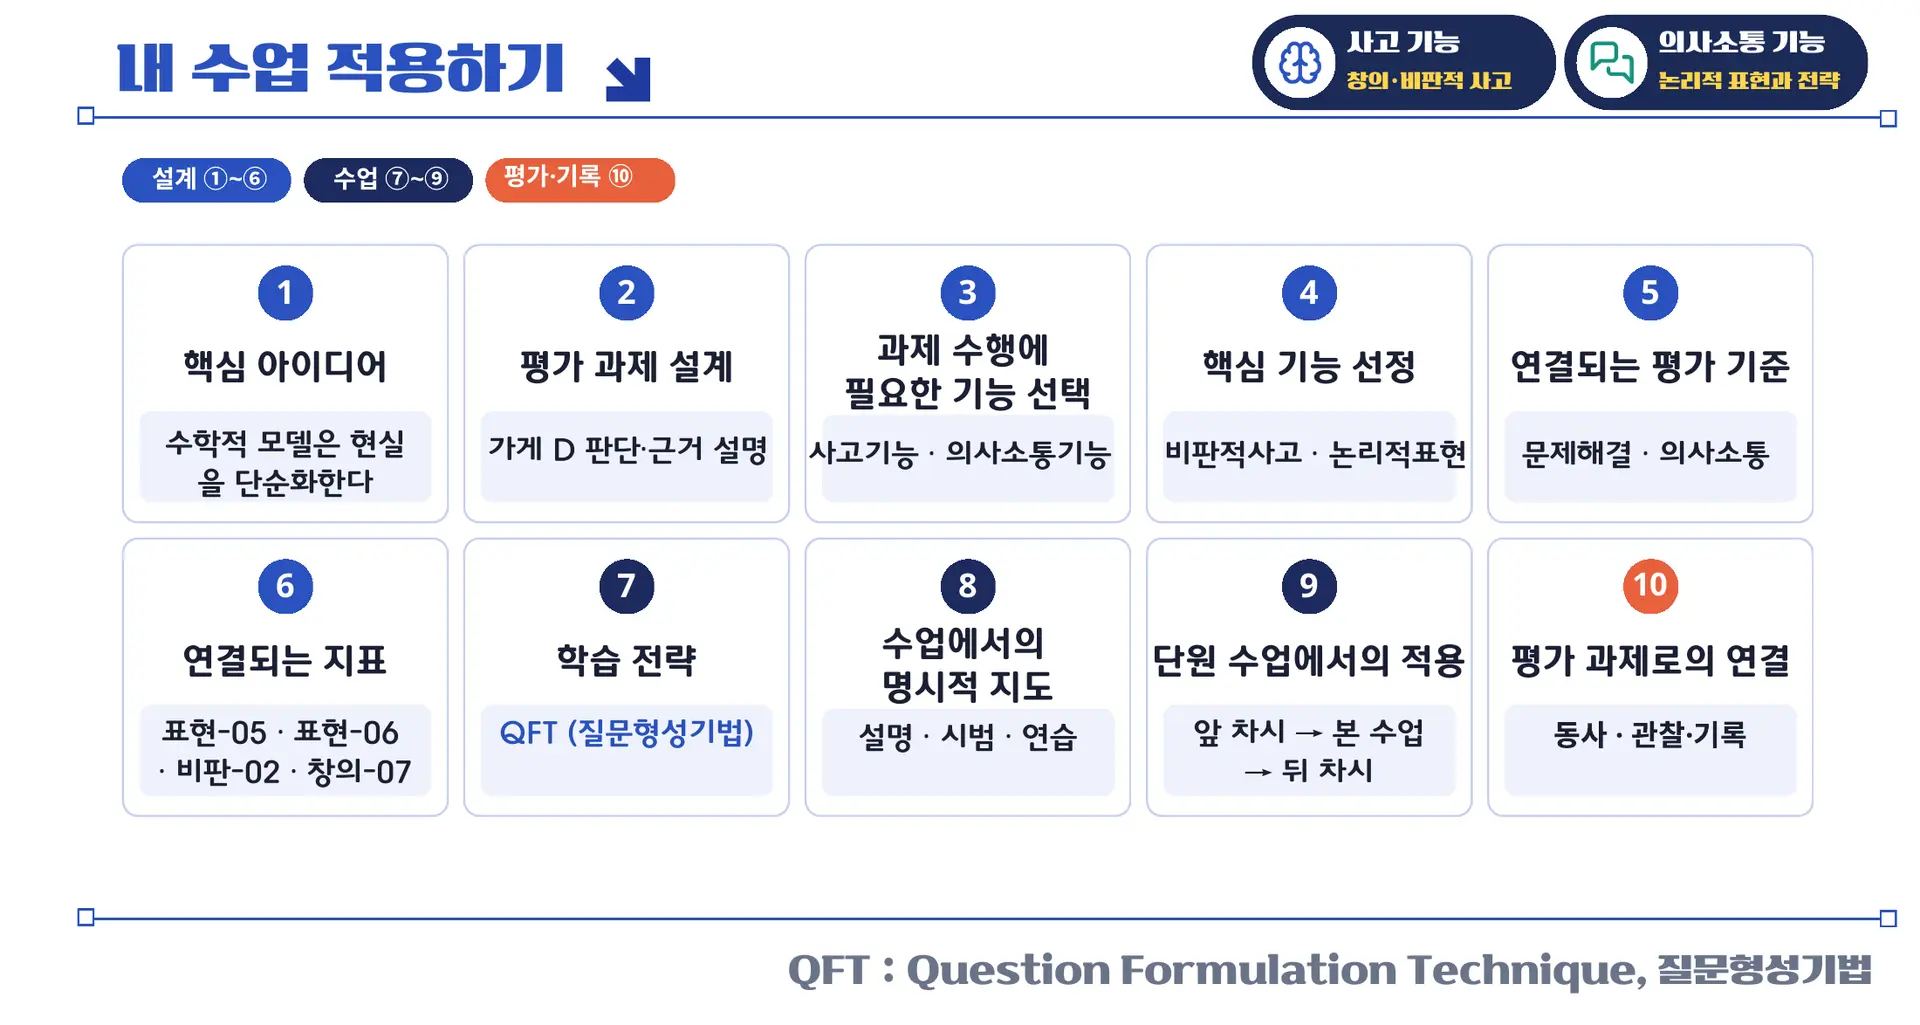 내 수업 적용하기
사고 기능
창의·비판적 사고
의사소통 기능
논리적 표현과 전략
설계 ①~⑥
수업 ⑦~⑨
평가·기록 ⑩
1
핵심 아이디어
수학적 모델은 현실
을 단순화한다
2
평가 과제 설계
가게 D 판단·근거 설명
3
과제 수행에
필요한 기능 선택
사고기능 · 의사소통기능
4
핵심 기능 선정
비판적사고 · 논리적표현
5
연결되는 평가 기준
문제해결 · 의사소통
6
연결되는 지표
표현-05 · 표현-06
· 비판-02 · 창의-07
7
학습 전략
QFT (질문형성기법)
8
수업에서의
명시적 지도
설명 · 시범 · 연습
9
단원 수업에서의 적용
앞 차시 → 본 수업
→ 뒤 차시
10
평가 과제로의 연결
동사 · 관찰·기록
QFT : Question Formulation Technique, 질문형성기법